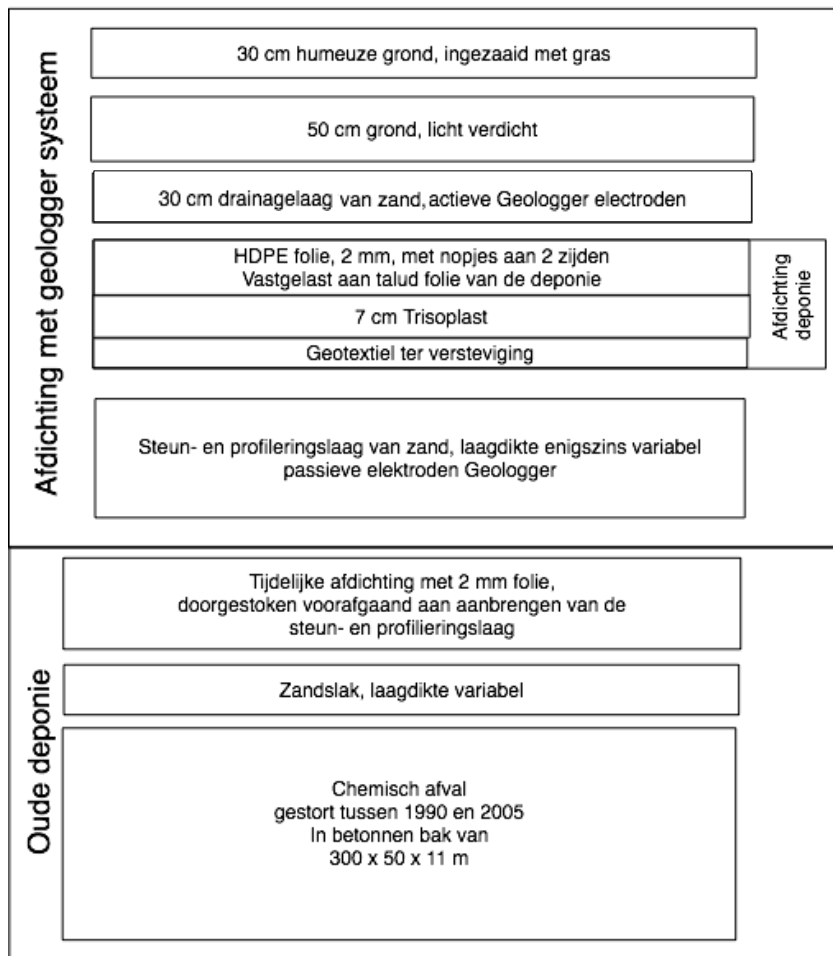 Afdichting met geologger systeem
30 cm humeuze grond, ingezaaid met gras
50 cm grond, licht verdicht
30 cm drainagelaag van zand, actieve Geologger electroden
HDPE folie, 2 mm, met nopjes aan 2 zijden
Vastgelast aan talud folie van de deponie
7 cm Trisoplast
Geotextiel ter versteviging
Afdichting
deponie
Steun- en profileringslaag van zand, laagdikte enigszins variabel
passieve elektroden Geologger
Oude deponie
Tijdelijke afdichting met 2 mm folie,
doorgestoken voorafgaand aan aanbrengen van de
steun- en profilieringslaag
Zandslak, laagdikte variabel
Chemisch afval
gestort tussen 1990 en 2005
In betonnen bak van
300 x 50 x 11 m